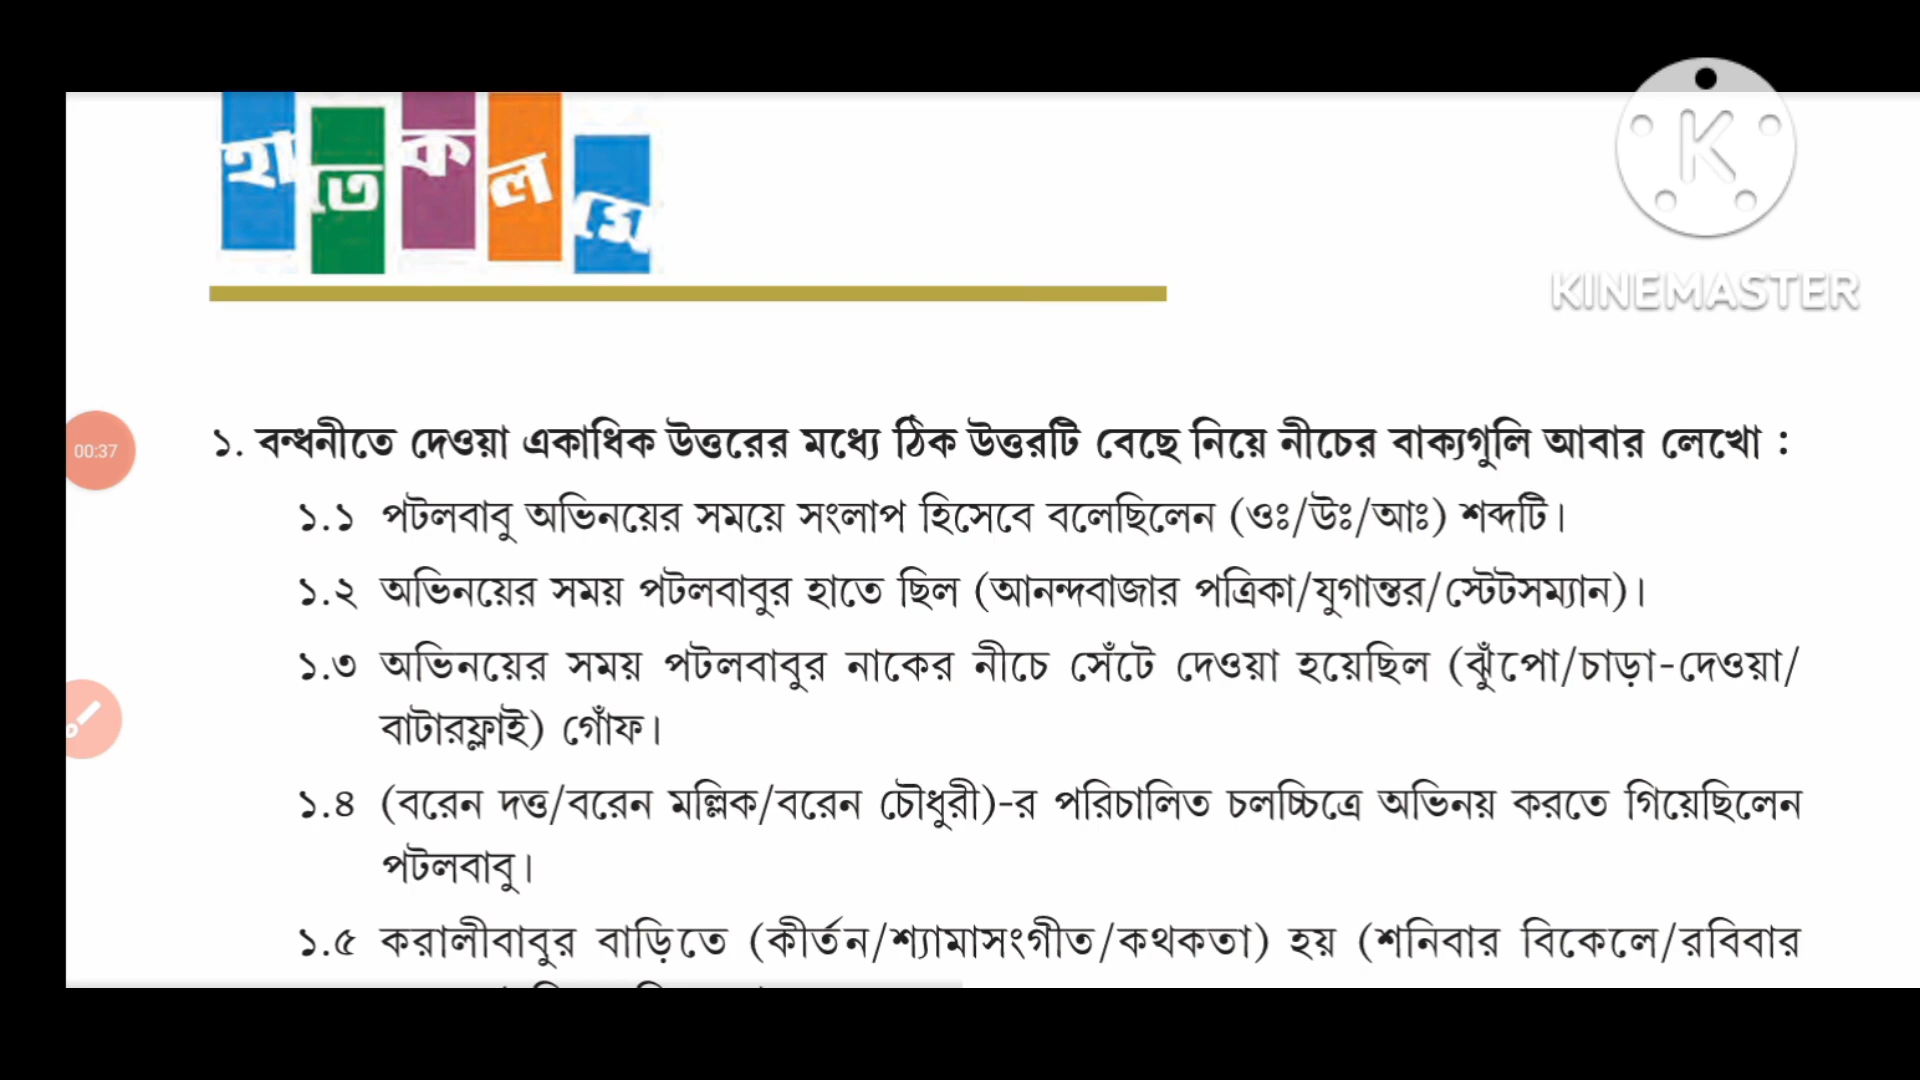 হাতে কলমে
KINEMASTER
১. বন্ধনীতে দেওয়া একাধিক উত্তরের মধ্যে ঠিক উত্তরটি বেছে নিয়ে নীচের বাক্যগুলি আবার লেখো :
00:37
১.১ পটলবাবু অভিনয়ের সময়ে সংলাপ হিসেবে বলেছিলেন (ওঃ/উঃ/আঃ) শব্দটি।
১.২ অভিনয়ের সময় পটলবাবুর হাতে ছিল (আনন্দবাজার পত্রিকা/যুগান্তর/স্টেটসম্যান)।
১.৩ অভিনয়ের সময় পটলবাবুর নাকের নীচে সেঁটে দেওয়া হয়েছিল (ঝুঁপো/চাড়া-দেওয়া/
বাটারফ্লাই) গোঁফ।
১.৪ (বরেন দত্ত/বরেন মল্লিক/বরেন চৌধুরী)-র পরিচালিত চলচ্চিত্রে অভিনয় করতে গিয়েছিলেন
পটলবাবু।
১.৫ করালীবাবুর বাড়িতে (কীর্তন/শ্যামাসংগীত/কথকতা) হয় (শনিবার বিকেলে/রবিবার